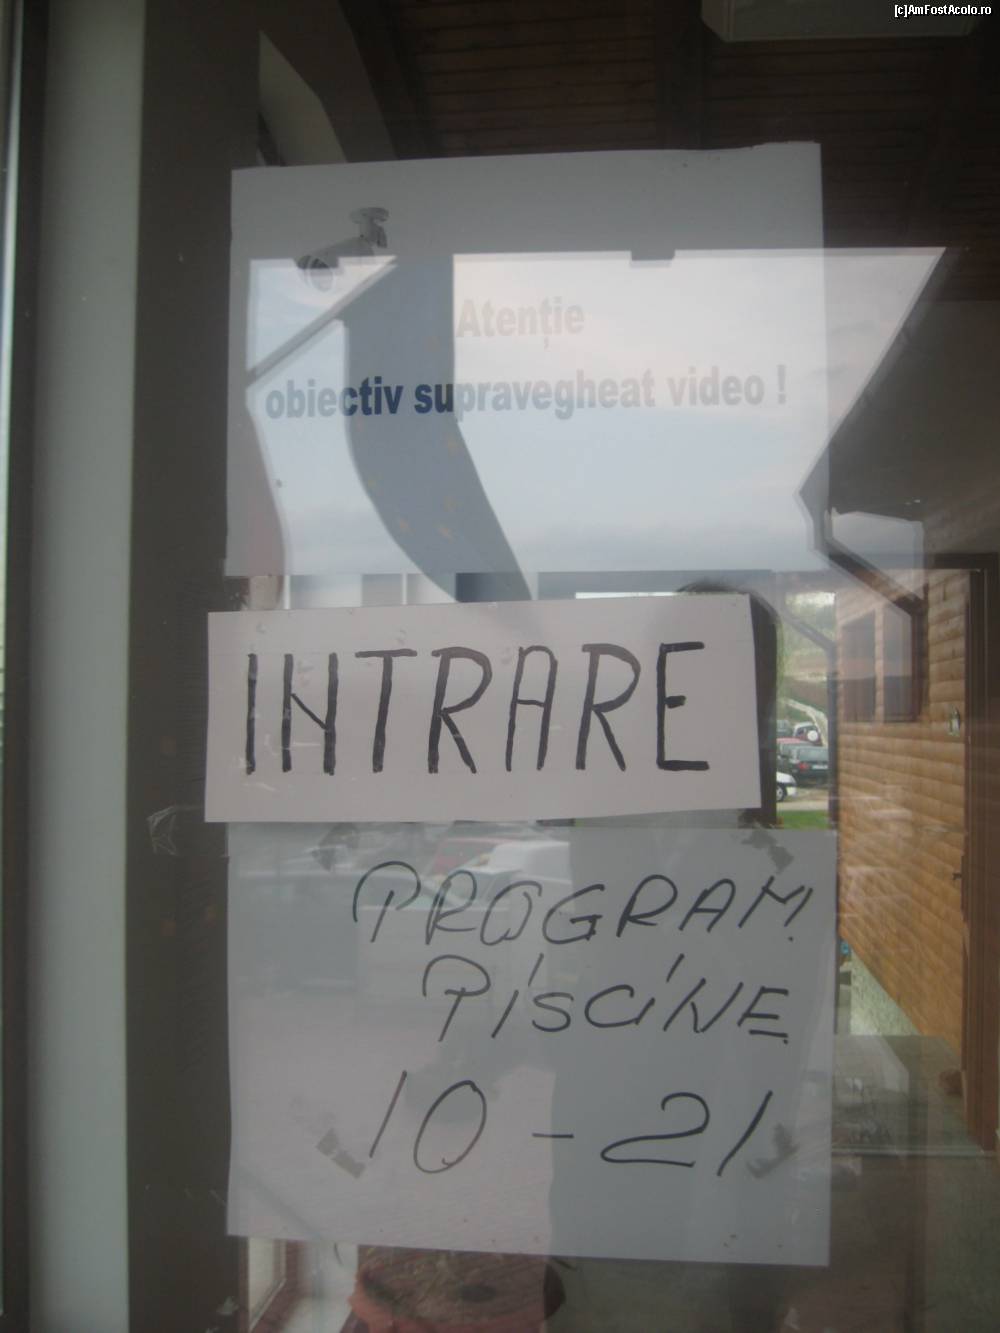 [c]AmFostAcolo.ro
Atenție
obiectiv supravegheat video !
INTRARE
PROGRAM
PISCINE
10 - 21